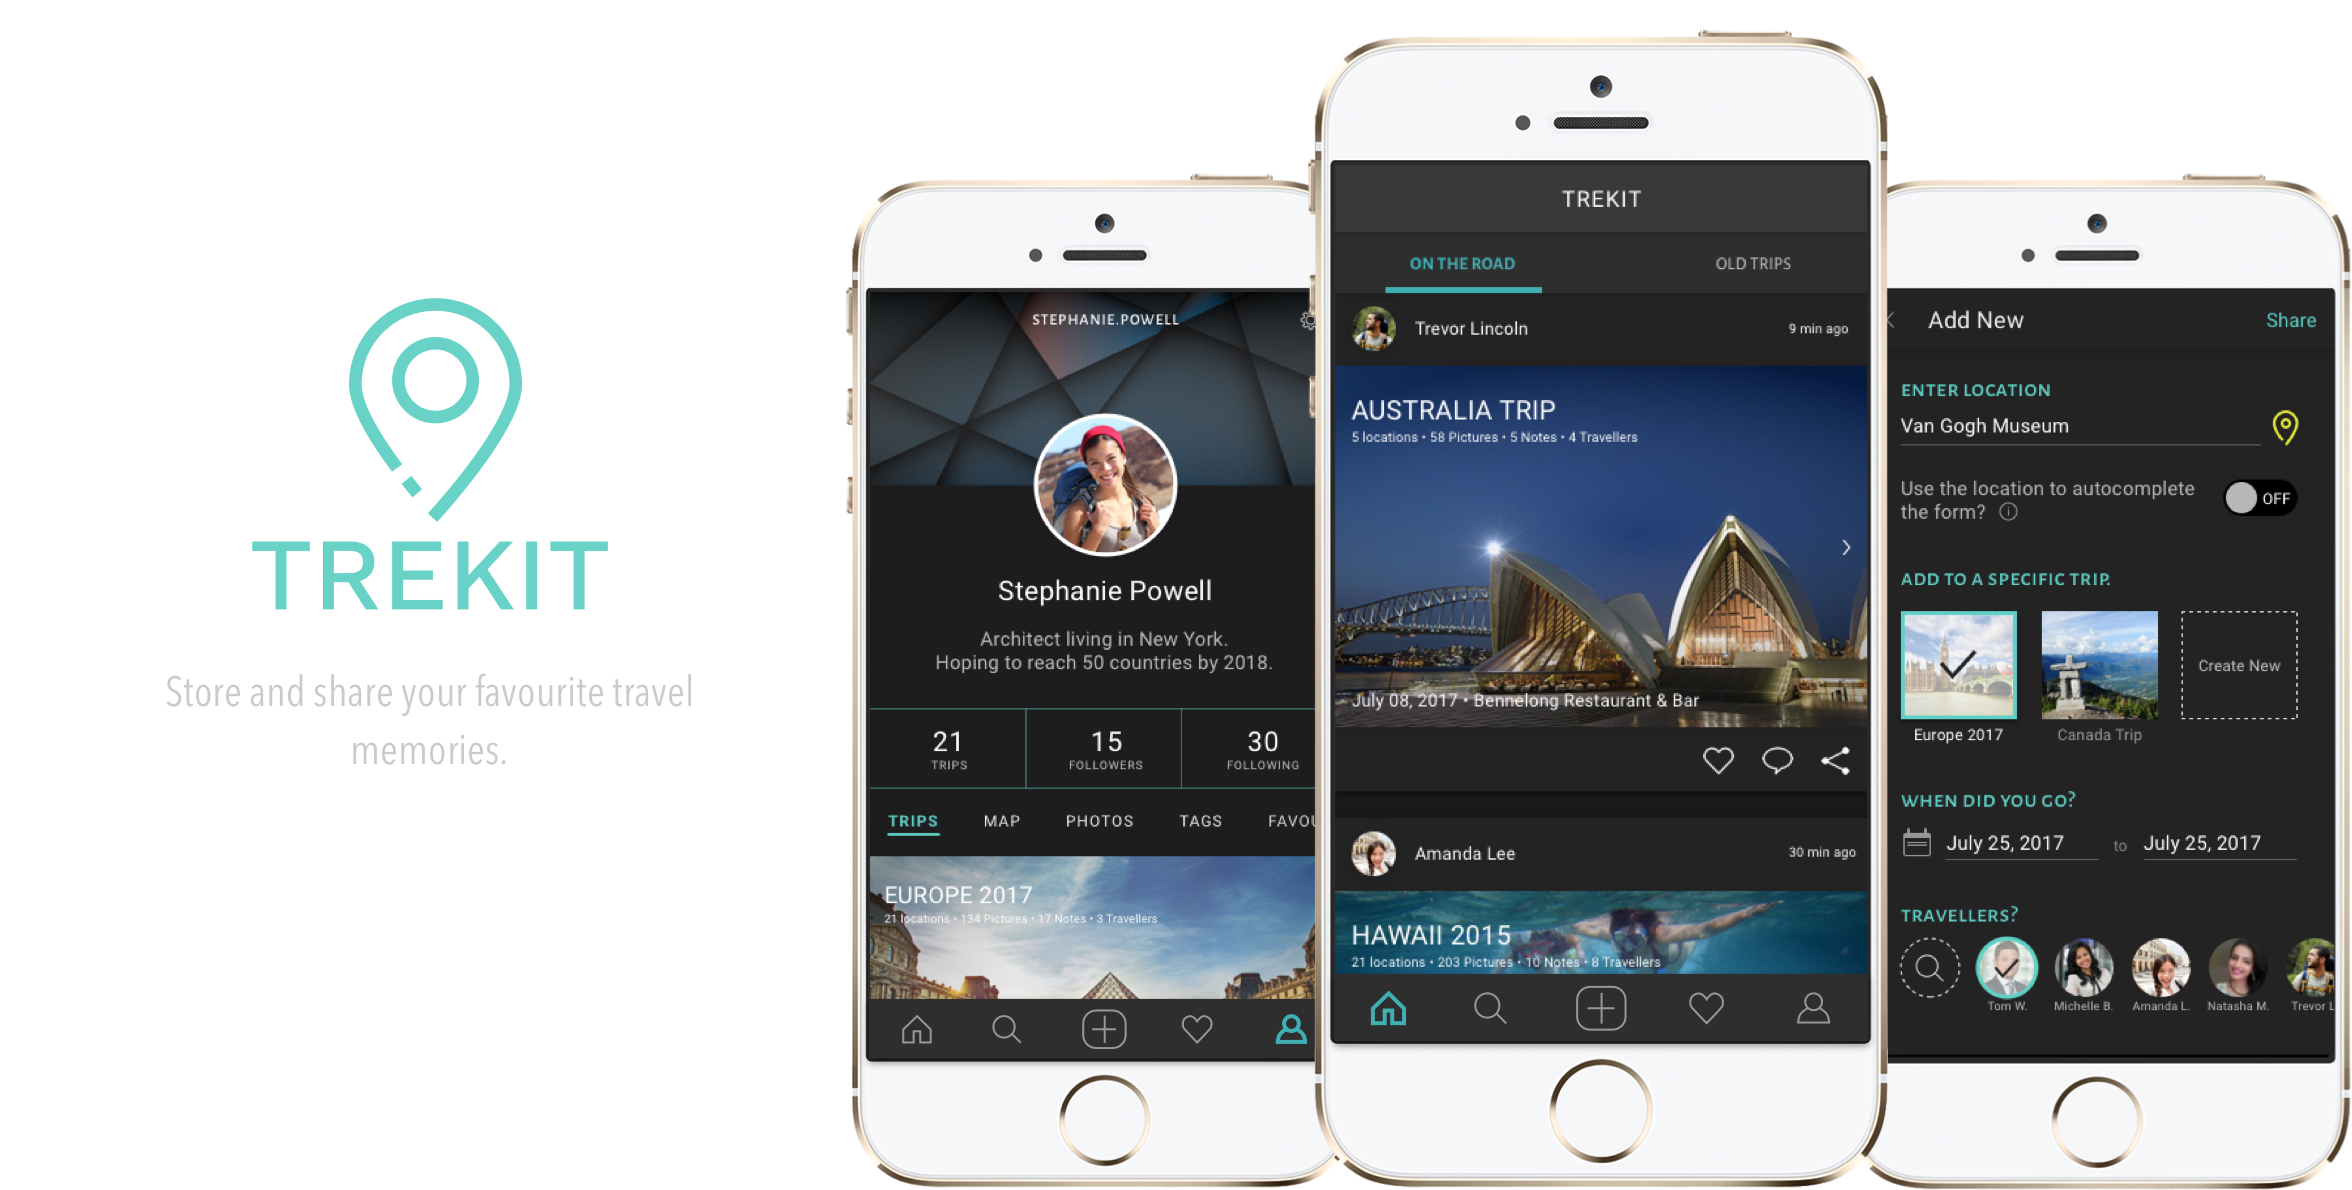 TREKIT
Store and share your favourite travel
memories.
STEPHANIE.POWELL
Stephanie Powell
Architect living in New York.
Hoping to reach 50 countries by 2018.
21
TRIPS
15
FOLLOWERS
30
FOLLOWING
TRIPS MAP PHOTOS TAGS FAVOU
EUROPE 2017
21 locations • 134 Pictures • 17 Notes • 3 Travellers
TREKIT
ON THE ROAD OLD TRIPS
Trevor Lincoln 9 min ago
AUSTRALIA TRIP
5 locations • 58 Pictures • 5 Notes • 4 Travellers
July 08, 2017 • Bennelong Restaurant & Bar
Amanda Lee 30 min ago
HAWAII 2015
21 locations • 203 Pictures • 10 Notes • 8 Travellers
Add New Share
ENTER LOCATION
Van Gogh Museum
Use the location to autocomplete
the form? OFF
ADD TO A SPECIFIC TRIP.
Create New
Europe 2017 Canada Trip
WHEN DID YOU GO?
July 25, 2017 to July 25, 2017
TRAVELLERS?
Tom W. Michelle B. Amanda L. Natasha M. Trevor L